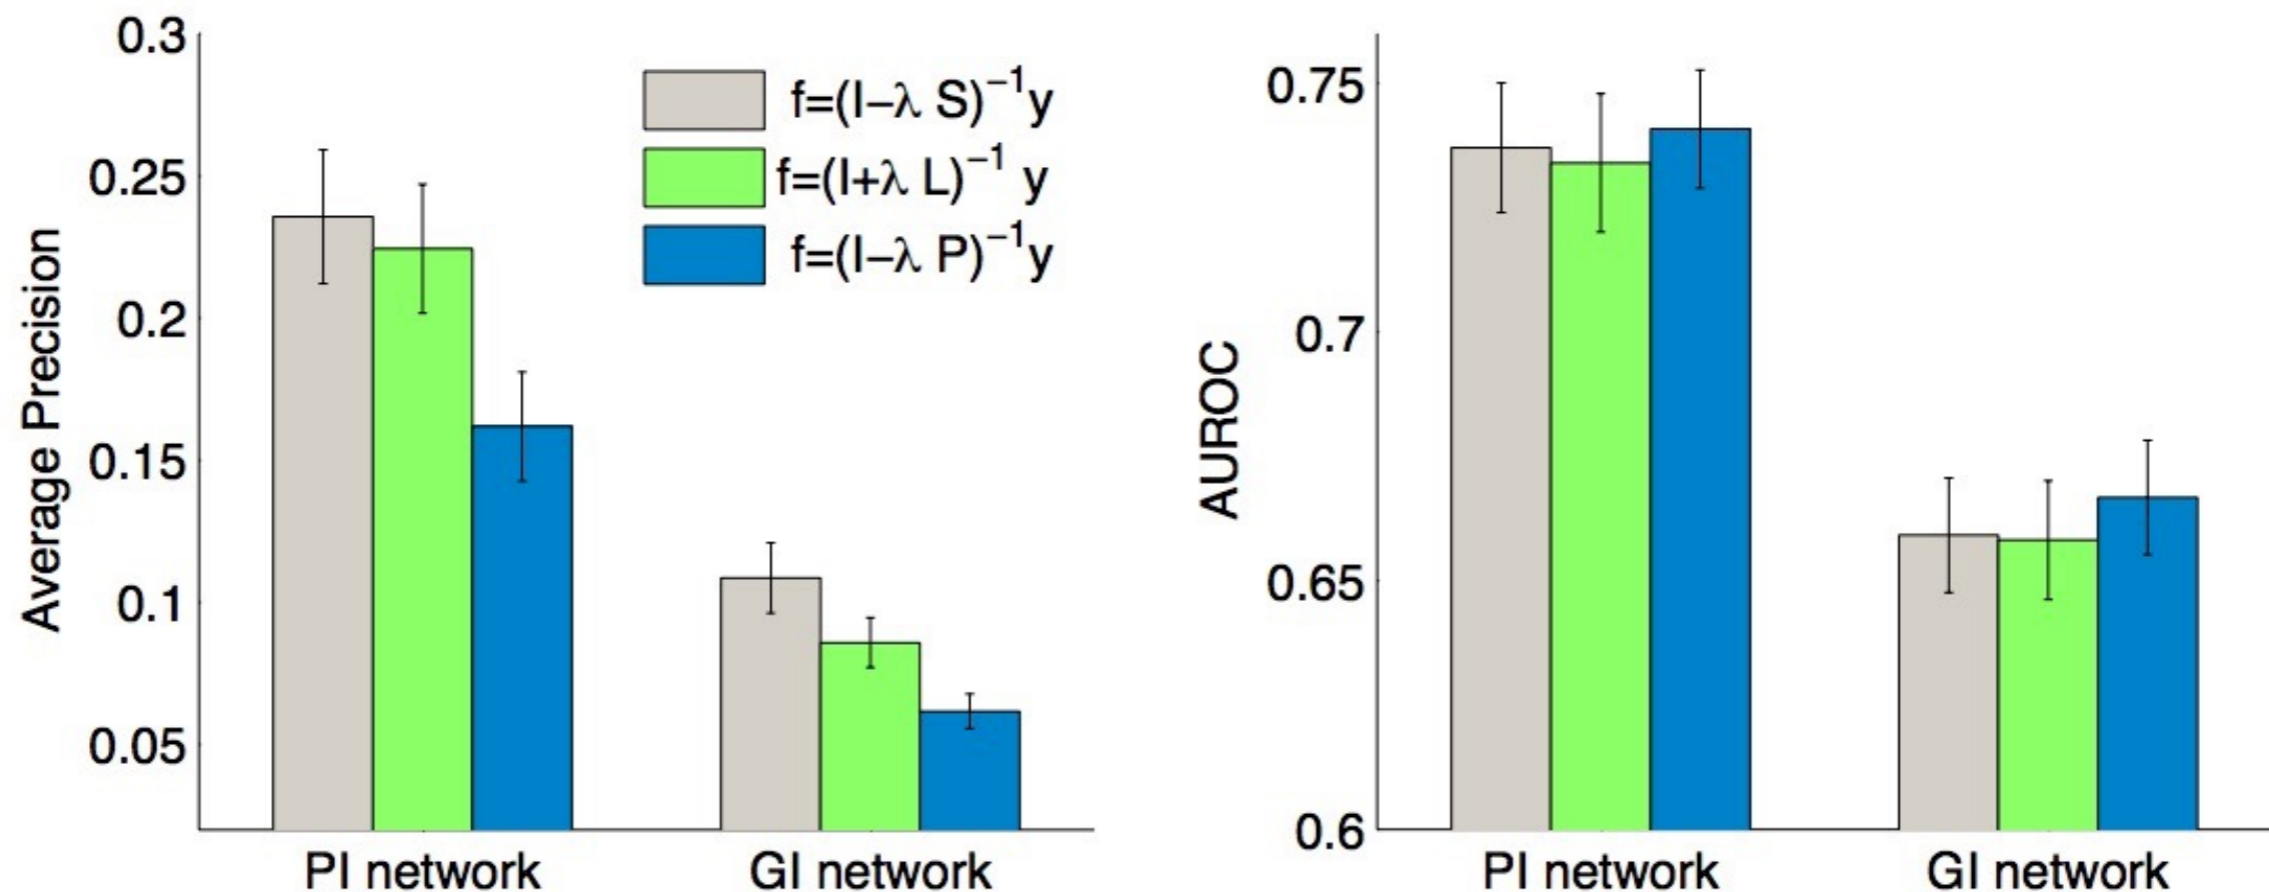 Average Precision
0.3
0.25
0.2
0.15
0.1
0.05
f=(I−λ S)⁻¹y
f=(I+λ L)⁻¹ y
f=(I−λ P)⁻¹y
PI network
GI network
AUROC
0.75
0.7
0.65
0.6
PI network
GI network